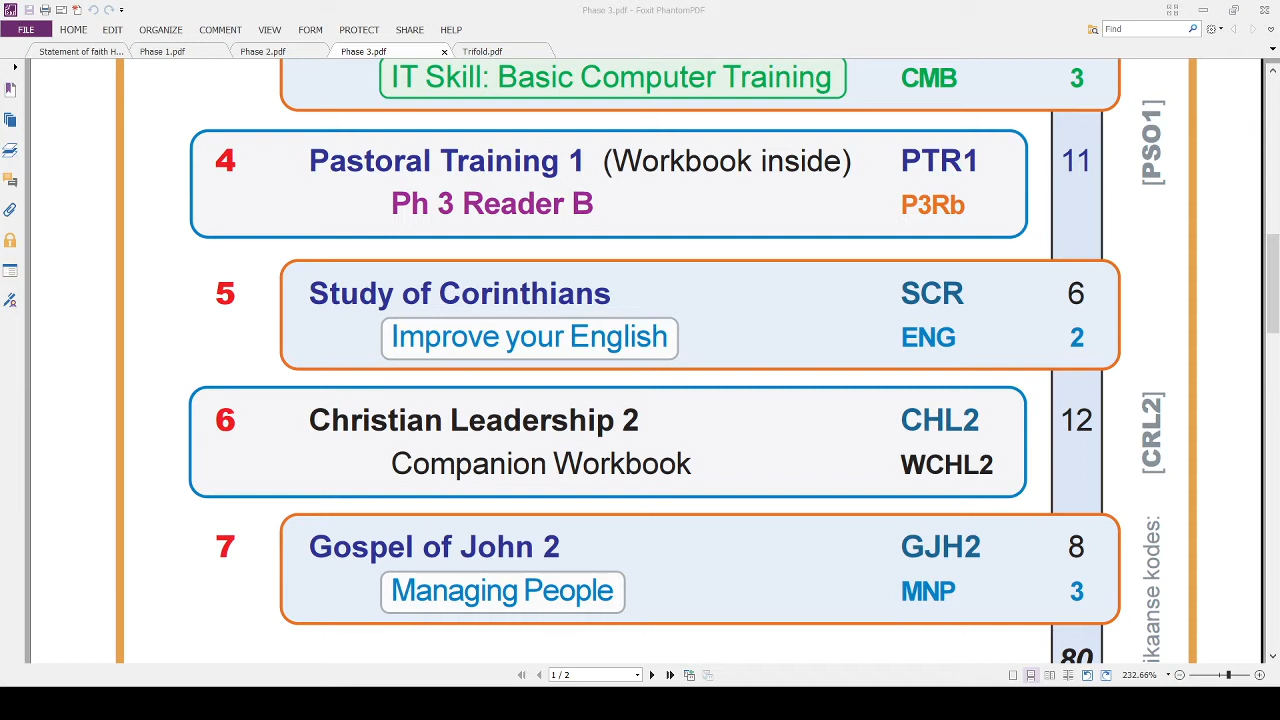 Phase 3.pdf - Foxit PhantomPDF
FILE HOME EDIT ORGANIZE COMMENT VIEW FORM PROTECT SHARE HELP
Find
Statement of faith H... Phase 1.pdf Phase 2.pdf Phase 3.pdf Trifold.pdf
IT Skill: Basic Computer Training CMB 3
4 Pastoral Training 1 (Workbook inside) PTR1 11
Ph 3 Reader B P3Rb
[PSO1]
5 Study of Corinthians SCR 6
Improve your English ENG 2
6 Christian Leadership 2 CHL2 12
Companion Workbook WCHL2
[CRL2]
7 Gospel of John 2 GJH2 8
Managing People MNP 3
ikaanse kodes:
80
1 / 2
232.66%